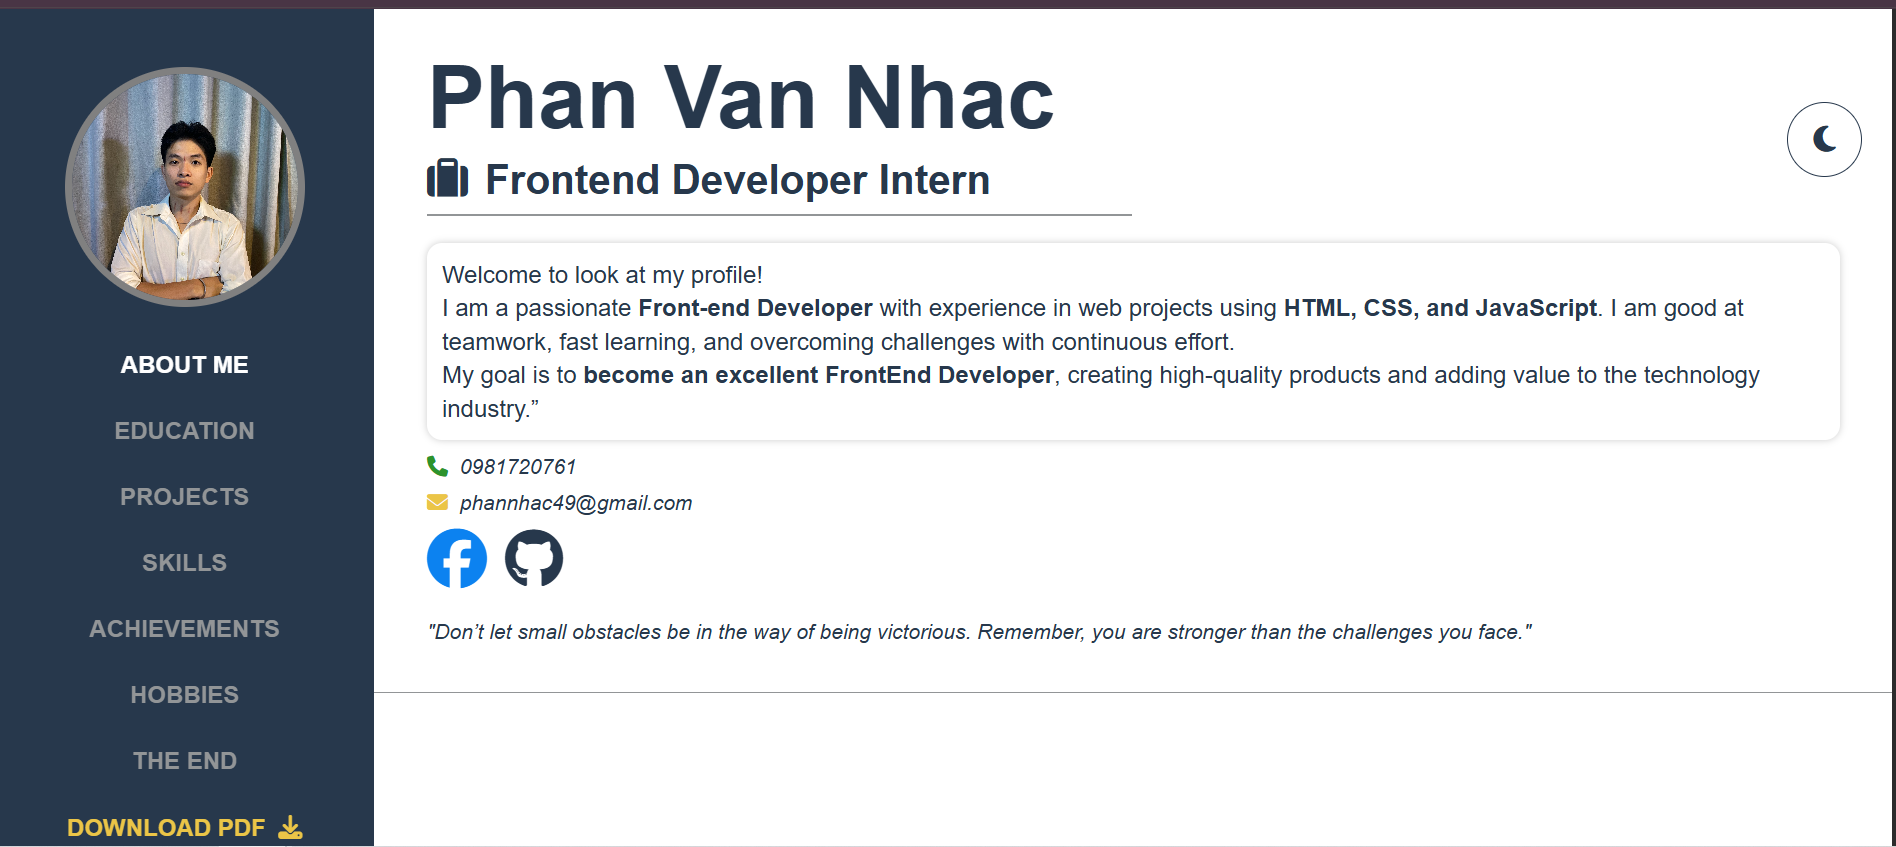 ABOUT ME
EDUCATION
PROJECTS
SKILLS
ACHIEVEMENTS
HOBBIES
THE END
DOWNLOAD PDF
Phan Van Nhac
Frontend Developer Intern
Welcome to look at my profile!
I am a passionate Front-end Developer with experience in web projects using HTML, CSS, and JavaScript. I am good at
teamwork, fast learning, and overcoming challenges with continuous effort.
My goal is to become an excellent FrontEnd Developer, creating high-quality products and adding value to the technology
industry.”
0981720761
phannhac49@gmail.com
"Don’t let small obstacles be in the way of being victorious. Remember, you are stronger than the challenges you face."